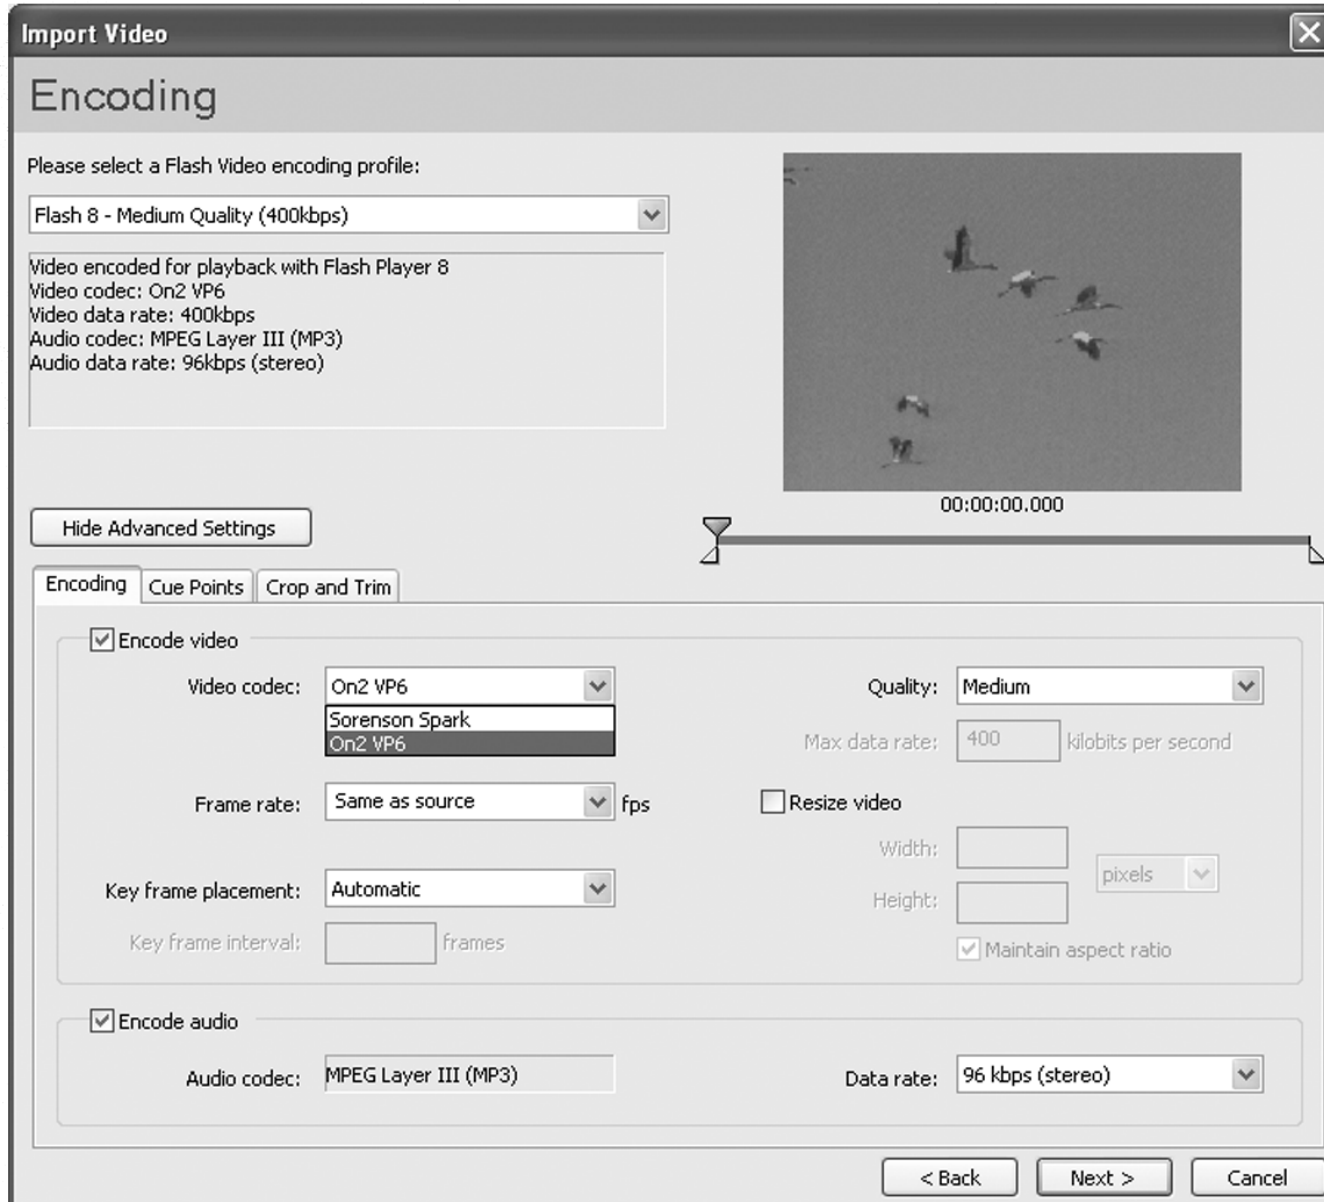 Import Video
Encoding
Please select a Flash Video encoding profile:
Flash 8 - Medium Quality (400kbps)
Video encoded for playback with Flash Player 8
Video codec: On2 VP6
Video data rate: 400kbps
Audio codec: MPEG Layer III (MP3)
Audio data rate: 96kbps (stereo)
00:00:00.000
Hide Advanced Settings
Encoding Cue Points Crop and Trim
Encode video
Video codec: On2 VP6 Quality: Medium
Sorenson Spark
On2 VP6 Max data rate: 400 kilobits per second
Frame rate: Same as source fps Resize video
Width:
pixels
Key frame placement: Automatic Height:
Key frame interval: frames Maintain aspect ratio
Encode audio
Audio codec: MPEG Layer III (MP3) Data rate: 96 kbps (stereo)
< Back Next > Cancel